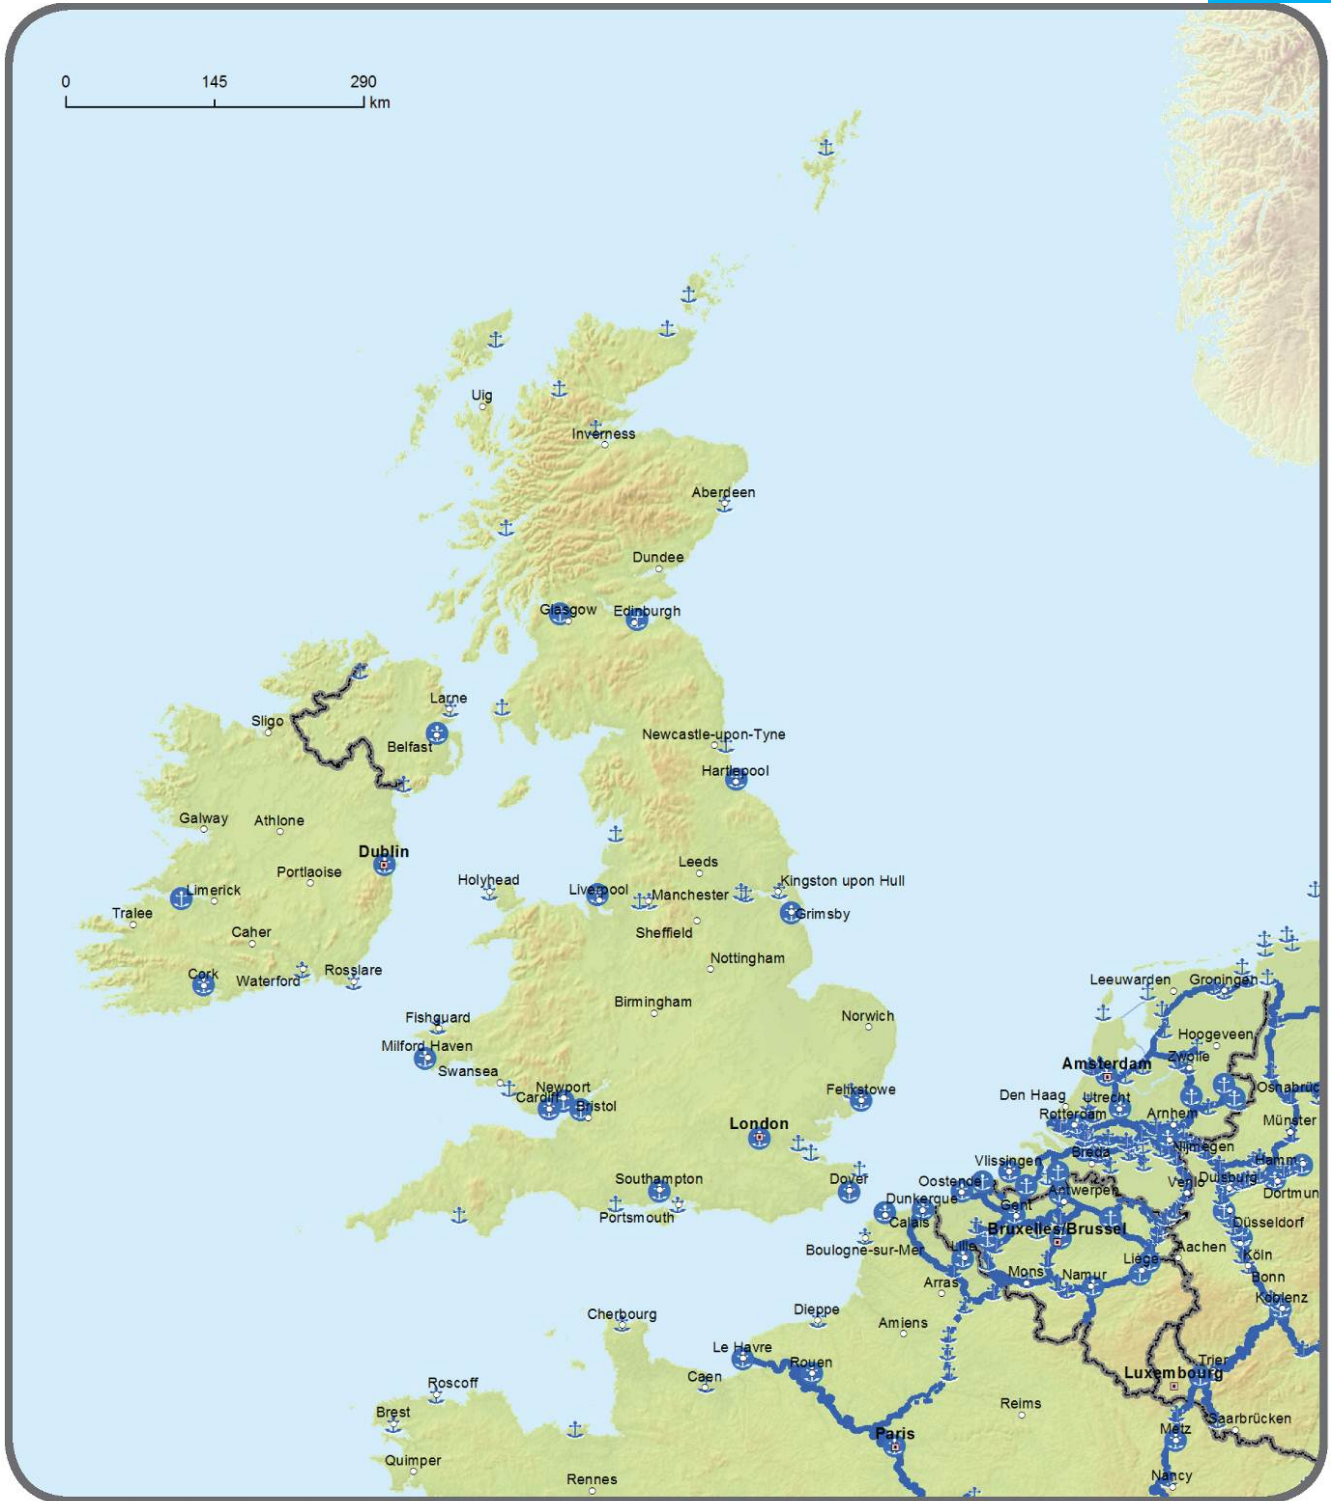 0 145 290
km
Uig
Inverness
Aberdeen
Dundee
Glasgow
Edinburgh
Larne
Sligo
Belfast
Newcastle-upon-Tyne
Hartlepool
Galway
Athlone
Dublin
Leeds
Portlaoise
Holyhead
Liverpool
Manchester
Kingston upon Hull
Limerick
Tralee
Grimsby
Caher
Sheffield
Nottingham
Cork
Waterford
Rosslare
Leeuwarden
Groningen
Birmingham
Norwich
Fishguard
Hoogeveen
Milford Haven
Zwolle
Amsterdam
Swansea
Newport
Felixstowe
Osnabrüc
Cardiff
Bristol
Den Haag
Utrecht
Rotterdam
Arnhem
Münster
London
Nijmegen
Breda
Vlissingen
Hamm
Southampton
Dover
Oostende
Duisburg
Venlo
Antwerpen
Dortmun
Dunkerque
Gent
Portsmouth
Calais
Düsseldorf
Bruxelles/Brussel
Boulogne-sur-Mer
Lille
Liège
Aachen
Köln
Mons
Namur
Bonn
Arras
Koblenz
Cherbourg
Dieppe
Amiens
Le Havre
Rouen
Trier
Luxembourg
Caen
Roscoff
Reims
Brest
Saarbrücken
Paris
Metz
Quimper
Rennes
Nancy